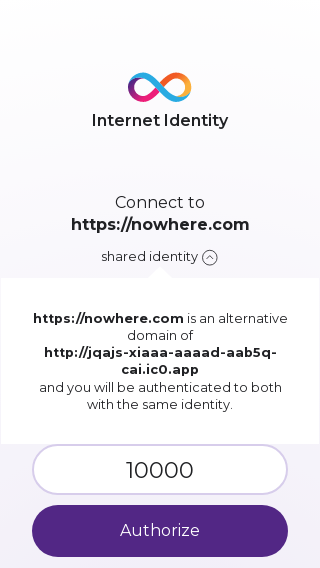 Internet Identity
Connect to
https://nowhere.com
shared identity
https://nowhere.com is an alternative
domain of
http://jqajs-xiaaa-aaaad-aab5q-
cai.ic0.app
and you will be authenticated to both
with the same identity.
10000
Authorize